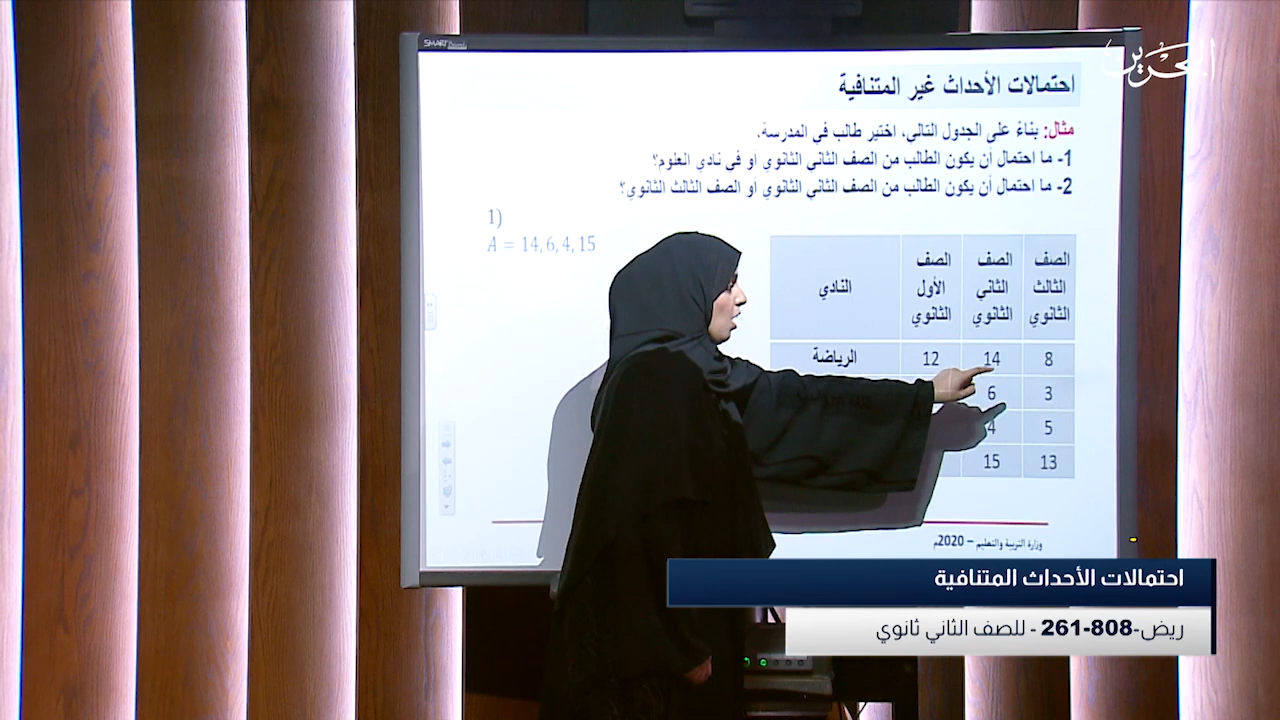 SMART
البحرين
احتمالات الأحداث غير المتنافية
مثال: بناءً على الجدول التالي، اختير طالب في المدرسة،
1- ما احتمال أن يكون الطالب من الصف الثاني الثانوي أو في نادي العلوم؟
2- ما احتمال أن يكون الطالب من الصف الثاني الثانوي أو الصف الثالث الثانوي؟
1)
A = 14, 6, 4, 15
النادي الصف الأول الثانوي الصف الثاني الثانوي الصف الثالث الثانوي
الرياضة 12 14 8
6 3
4 5
15 13
وزارة التربية والتعليم – 2020م
احتمالات الأحداث المتنافية
ريض-808-261 - للصف الثاني ثانوي